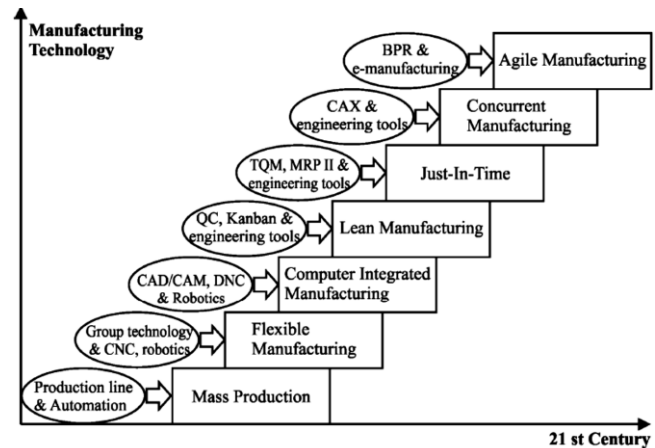 Manufacturing
Technology
BPR &
e-manufacturing
Agile Manufacturing
CAX &
engineering tools
Concurrent
Manufacturing
TQM, MRP II &
engineering tools
Just-In-Time
QC, Kanban &
engineering tools
Lean Manufacturing
CAD/CAM, DNC
& Robotics
Computer Integrated
Manufacturing
Group technology
& CNC, robotics
Flexible
Manufacturing
Production line
& Automation
Mass Production
21 st Century